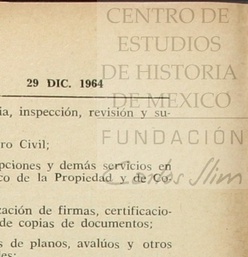 CENTRO DE
ESTUDIOS
DE HISTORIA
DE MEXICO
FUNDACIÓN
Carlos Slim
29 DIC. 1964
ia, inspección, revisión y su-
ro Civil;
pciones y demás servicios en
co de la Propiedad y de Co-
zación de firmas, certificacio-
de copias de documentos;
s de planos, avalúos y otros
es;